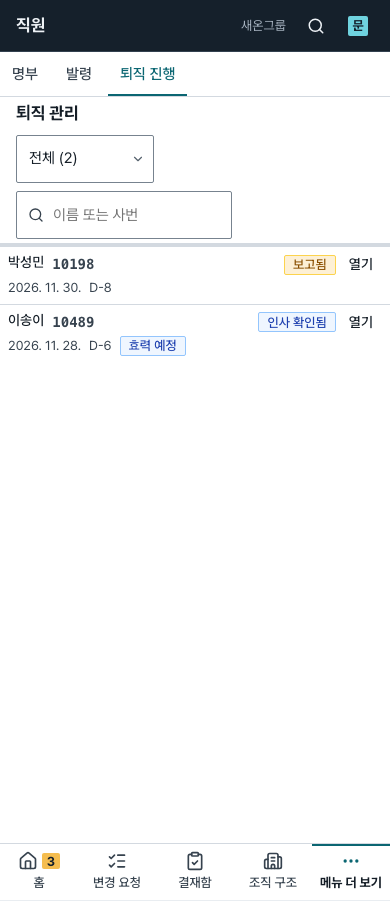 직원 새온그룹 문
명부 발령 퇴직 진행
퇴직 관리
전체 (2)
이름 또는 사번
박성민 10198 보고됨 열기
2026. 11. 30. D-8
이송이 10489 인사 확인됨 열기
2026. 11. 28. D-6 효력 예정
3
홈 변경 요청 결재함 조직 구조 메뉴 더 보기